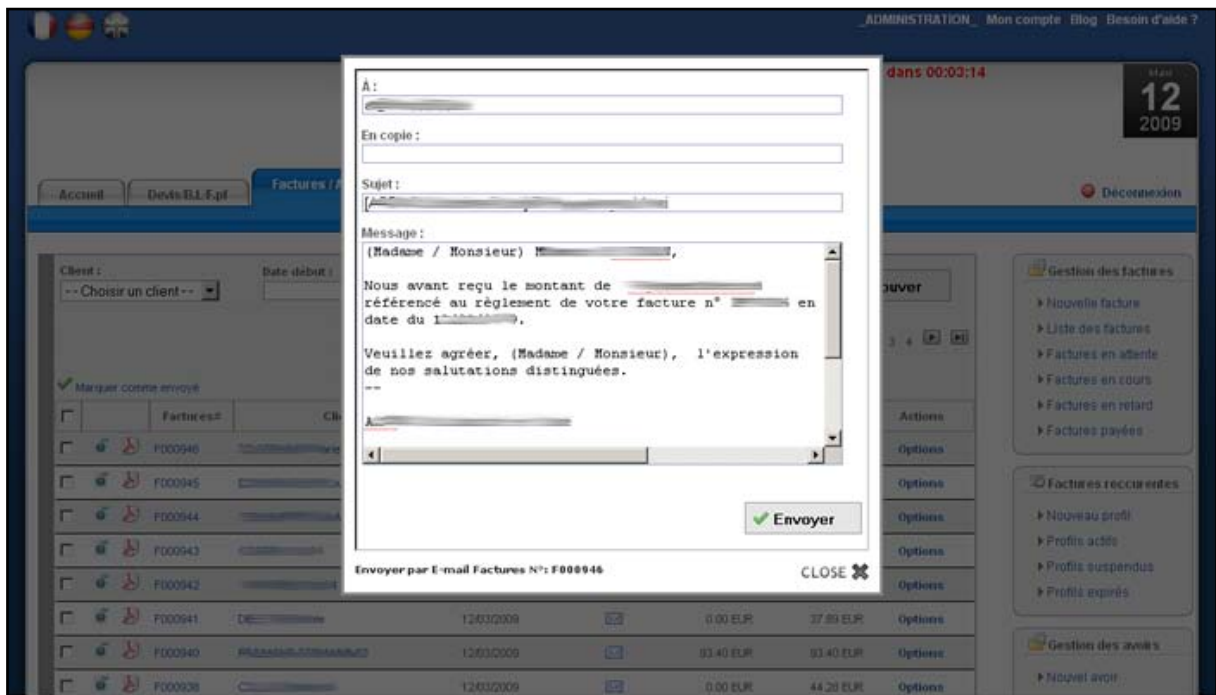 _ADMINISTRATION_ Mon compte Blog Besoin d'aide ?
dans 00:03:14
12
2009
Accueil
Devis B.L F.pf
Factures / A
Déconnexion
Client :
Date début :
--Choisir un client--
ouver
3 4
Marquer comme envoyé
Factures#
Cli
Actions
F000946
Options
F000945
Options
F000944
Options
F000943
Options
F000942
Options
F000941 12/03/2009 0.00 EUR 37.89 EUR Options
F000940 12/03/2009 93.40 EUR 93.40 EUR Options
F000938 12/03/2009 0.00 EUR 44.28 EUR Options
À :
En copie :
Sujet :
Message :
(Madame / Monsieur) M ,
Nous avant reçu le montant de
référencé au règlement de votre facture n° en
date du
Veuillez agréer, (Madame / Monsieur), l'expression
de nos salutations distinguées.
--
A
Envoyer
Envoyer par E-mail Factures N°: F000946
CLOSE
Gestion des factures
Nouvelle facture
Liste des factures
Factures en attente
Factures en cours
Factures en retard
Factures payées
Factures reccurentes
Nouveau profil
Profils actifs
Profils suspendus
Profils expirés
Gestion des avoirs
Nouvel avoir